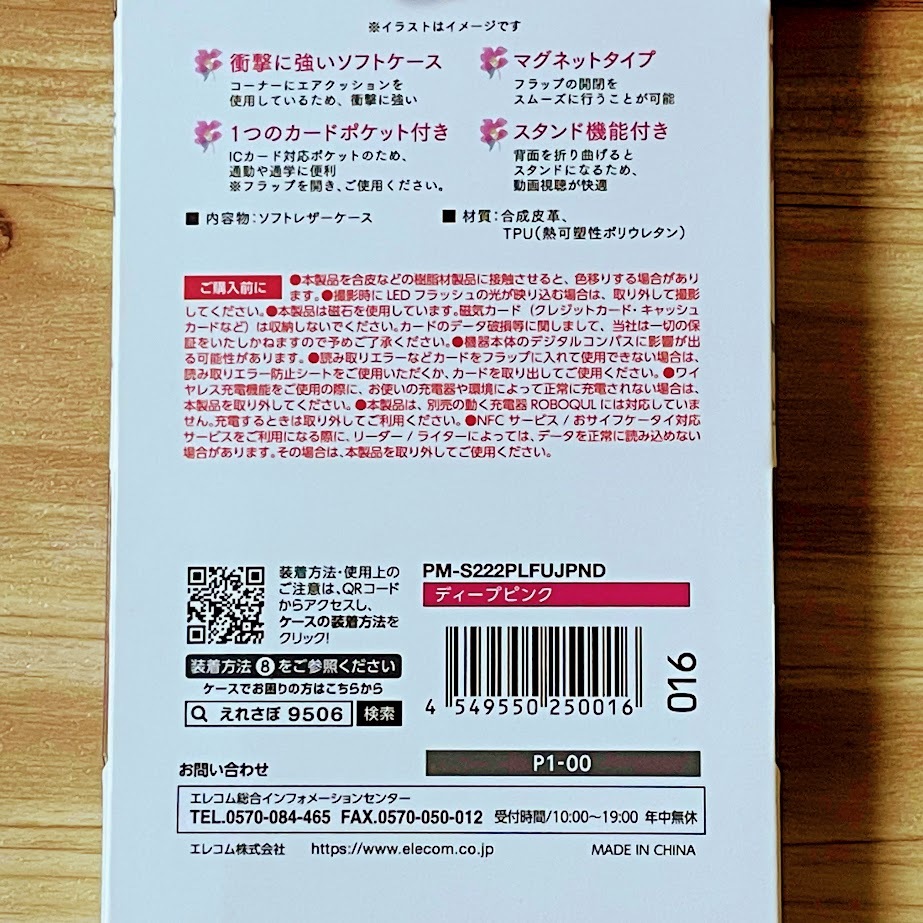 ※イラストはイメージです
衝撃に強いソフトケース
コーナーにエアクッションを
使用しているため、衝撃に強い
マグネットタイプ
フラップの開閉を
スムーズに行うことが可能
1つのカードポケット付き
ICカード対応ポケットのため、
通勤や通学に便利
※フラップを開き、ご使用ください。
スタンド機能付き
背面を折り曲げると
スタンドになるため、
動画視聴が快適
■ 内容物:ソフトレザーケース
■ 材質:合成皮革、
TPU(熱可塑性ポリウレタン)
ご購入前に ●本製品を合皮などの樹脂材製品に接触させると、色移りする場合があり
ます。●撮影時に LED フラッシュの光が映り込む場合は、取り外して撮影
してください。●本製品は磁石を使用しています。磁気カード (クレジットカード・キャッシュ
カードなど) は収納しないでください。カードのデータ破損等に関しまして、当社は一切の保
証をいたしかねますので予めご了承ください。●機器本体のデジタルコンパスに影響が出
る可能性があります。●読み取りエラーなどカードをフラップに入れて使用できない場合は、
読み取りエラー防止シートをご使用いただくか、カードを取り出してご使用ください。●ワイ
ヤレス充電機能をご使用の際に、お使いの充電器や環境によって正常に充電されない場合は、
本製品を取り外してください。●本製品は、別売の動く充電器 ROBOQUL には対応していま
せん。充電するときは取り外してご利用ください。●NFC サービス / おサイフケータイ対応
サービスをご利用になる際に、リーダー / ライターによっては、データを正常に読み込めない
場合があります。その場合は、本製品を取り外してご使用ください。
装着方法・使用上の
ご注意は、QRコード
からアクセスし、
ケースの装着方法を
クリック!
装着方法 8 をご参照ください
ケースでお困りの方はこちらから
えれさぽ 9506 検索
PM-S222PLFUJPND
ディープピンク
4 549550 250016
016
P1-00
お問い合わせ
エレコム総合インフォメーションセンター
TEL.0570-084-465 FAX.0570-050-012 受付時間/10:00～19:00 年中無休
エレコム株式会社 https://www.elecom.co.jp MADE IN CHINA